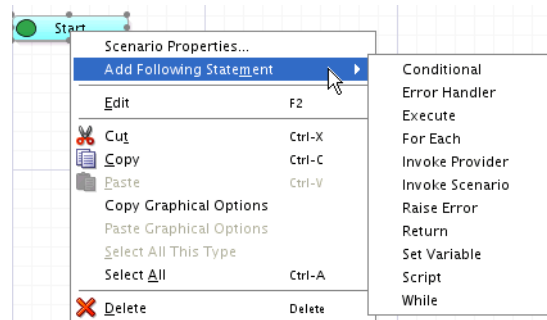 Start
Scenario Properties...
Add Following Statement
Edit F2
Cut Ctrl-X
Copy Ctrl-C
Paste Ctrl-V
Copy Graphical Options
Paste Graphical Options
Select All This Type
Select All Ctrl-A
Delete Delete
Conditional
Error Handler
Execute
For Each
Invoke Provider
Invoke Scenario
Raise Error
Return
Set Variable
Script
While